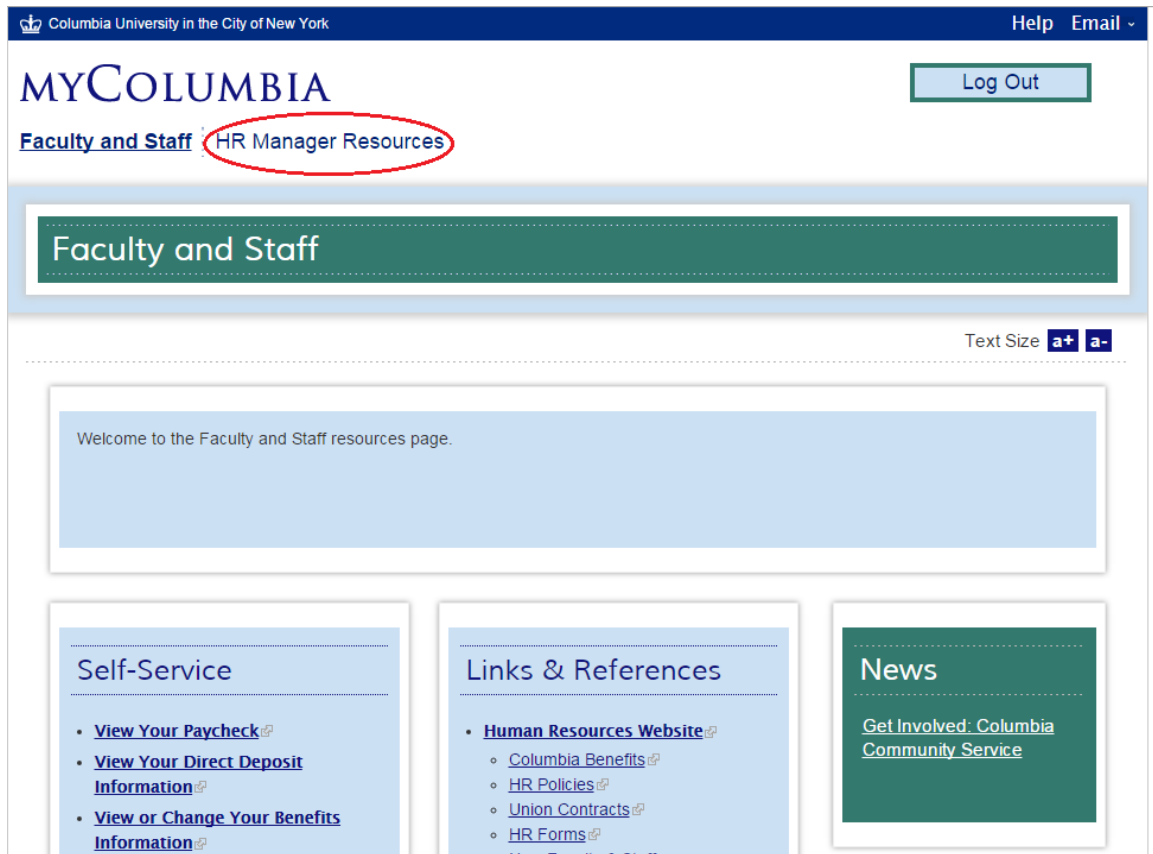 Columbia University in the City of New York
Help Email
MYCOLUMBIA
Log Out
Faculty and Staff
HR Manager Resources
Faculty and Staff
Text Size a+ a-
Welcome to the Faculty and Staff resources page.
Self-Service
View Your Paycheck
View Your Direct Deposit
Information
View or Change Your Benefits
Information
Links & References
Human Resources Website
Columbia Benefits
HR Policies
Union Contracts
HR Forms
News
Get Involved: Columbia
Community Service